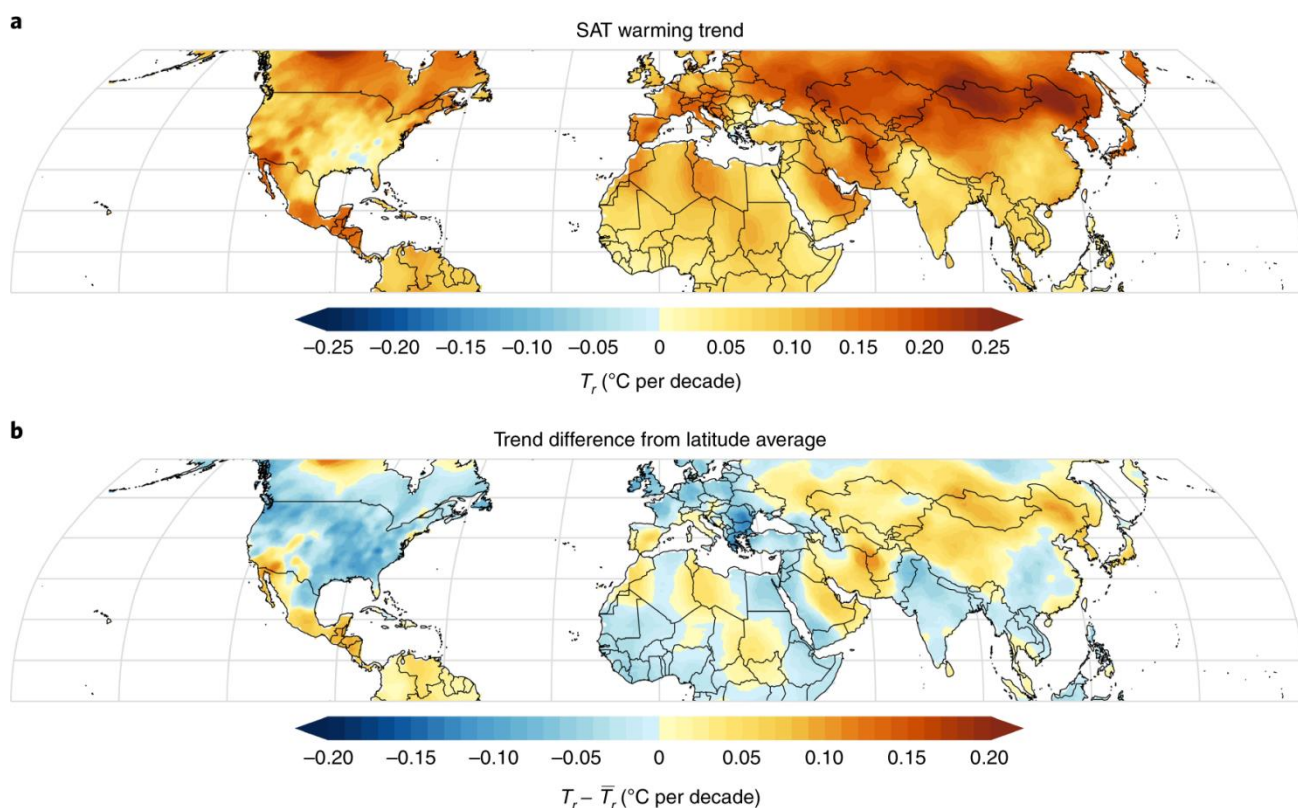 a
SAT warming trend
−0.25 −0.20 −0.15 −0.10 −0.05 0 0.05 0.10 0.15 0.20 0.25
Tr (°C per decade)
b
Trend difference from latitude average
−0.20 −0.15 −0.10 −0.05 0 0.05 0.10 0.15 0.20
Tr – T̅r (°C per decade)